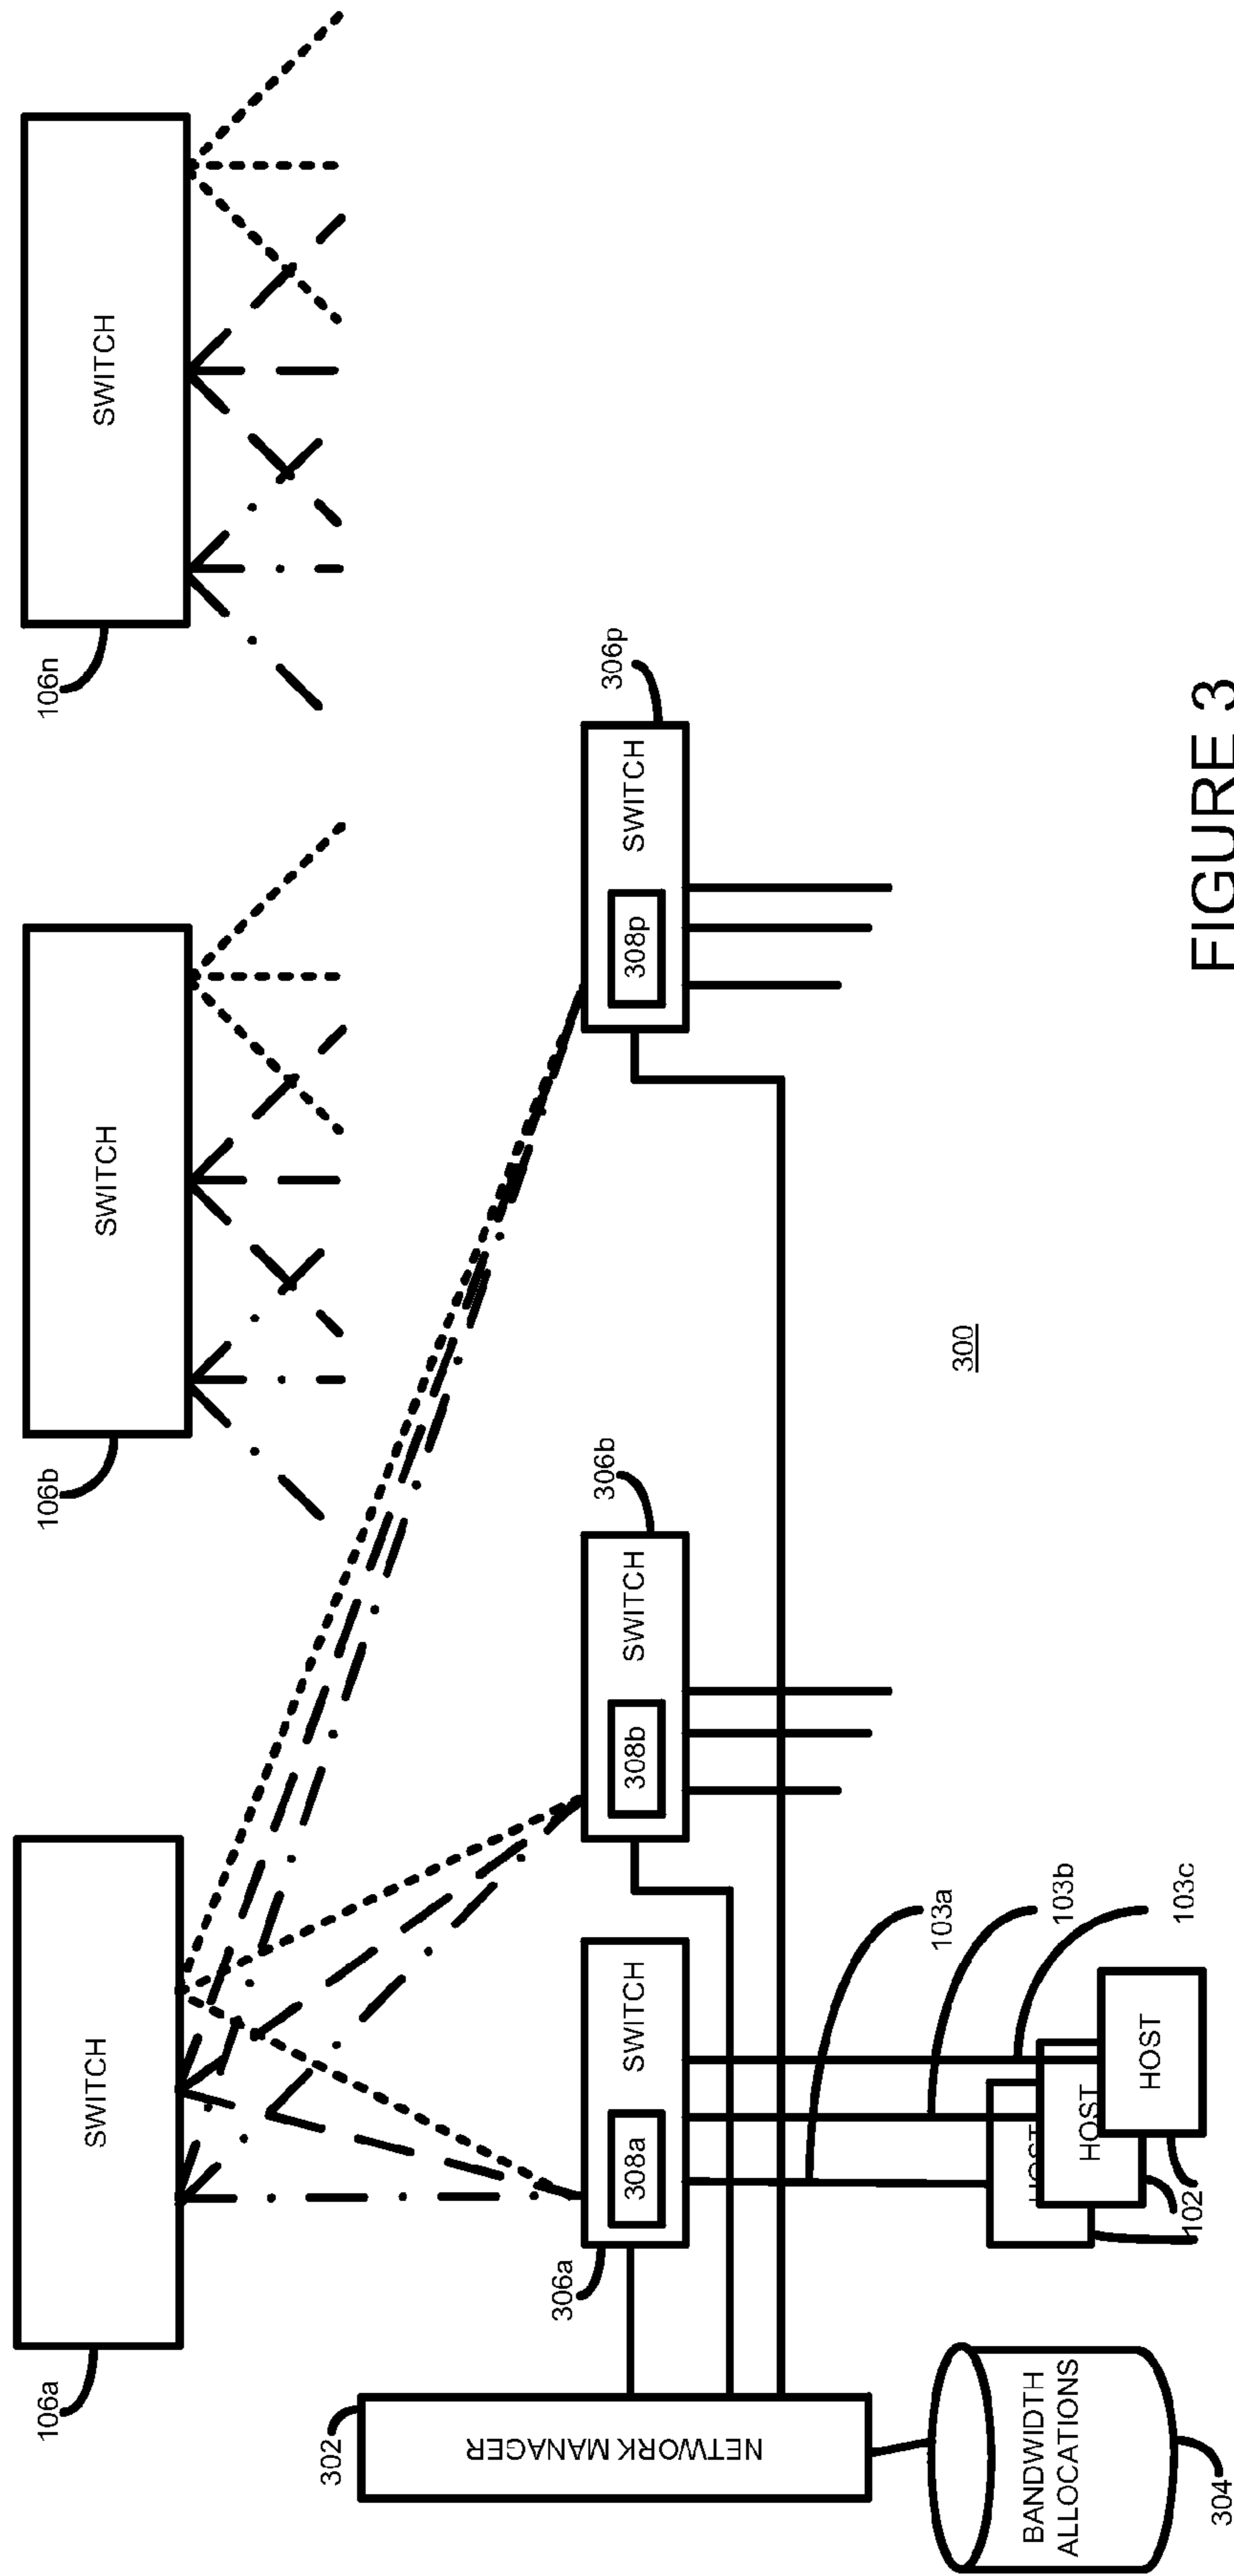 106a
SWITCH
106b
SWITCH
106n
SWITCH
302
NETWORK MANAGER
306a
308a
SWITCH
306b
308b
SWITCH
306p
308p
SWITCH
103a
103b
103c
HOST
HOST
HOST
102
BANDWIDTH
ALLOCATIONS
304
300
FIGURE 3